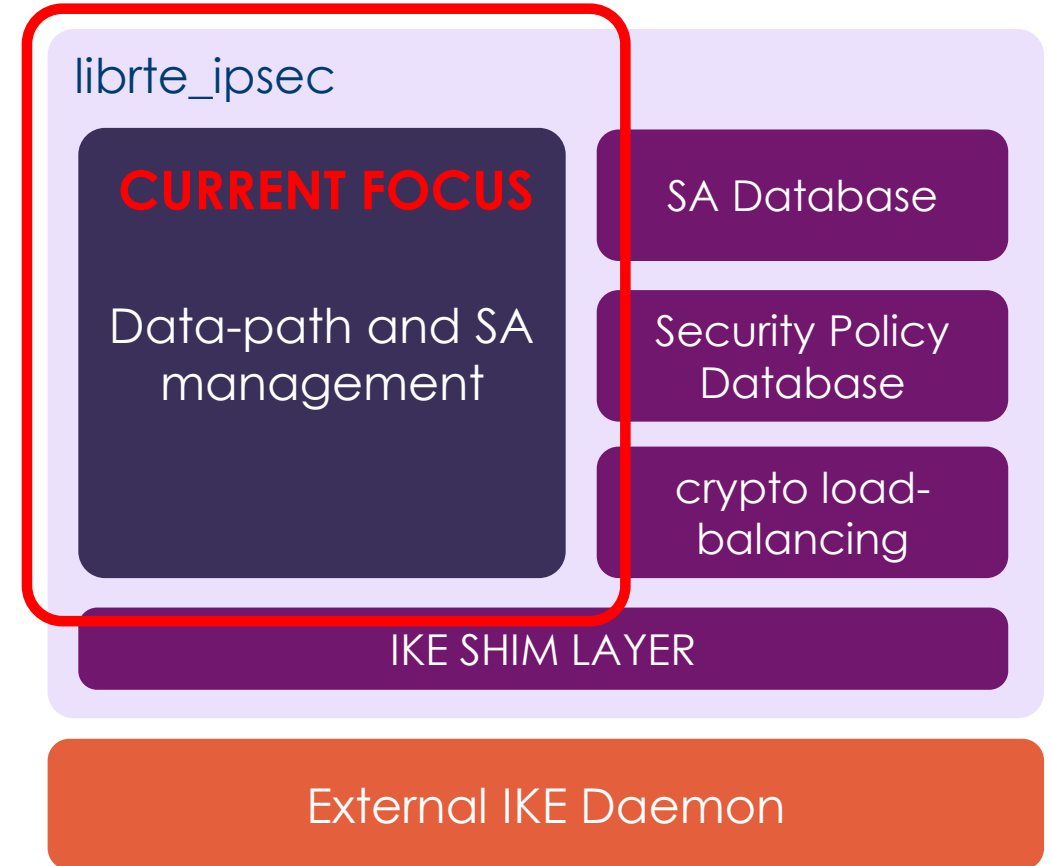 librte_ipsec
CURRENT FOCUS
Data-path and SA
management
SA Database
Security Policy
Database
crypto load-
balancing
IKE SHIM LAYER
External IKE Daemon